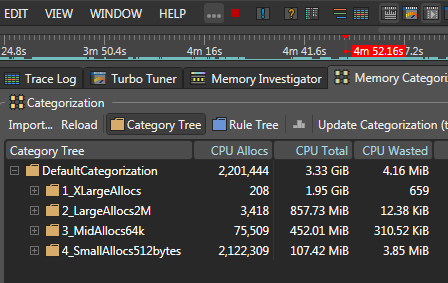 EDIT VIEW WINDOW HELP
24.8s 3m 50.4s 4m 16s 4m 41.6s 4m 52.16s 7.2s
Trace Log Turbo Tuner Memory Investigator Memory Categoriz
Categorization
Import... Reload Category Tree Rule Tree Update Categorization (t
Category Tree CPU Allocs CPU Total CPU Wasted
DefaultCategorization 2,201,444 3.33 GiB 4.16 MiB
1_XLargeAllocs 208 1.95 GiB 659
2_LargeAllocs2M 3,418 857.73 MiB 12.38 KiB
3_MidAllocs64k 75,509 452.01 MiB 310.52 KiB
4_SmallAllocs512bytes 2,122,309 107.42 MiB 3.85 MiB